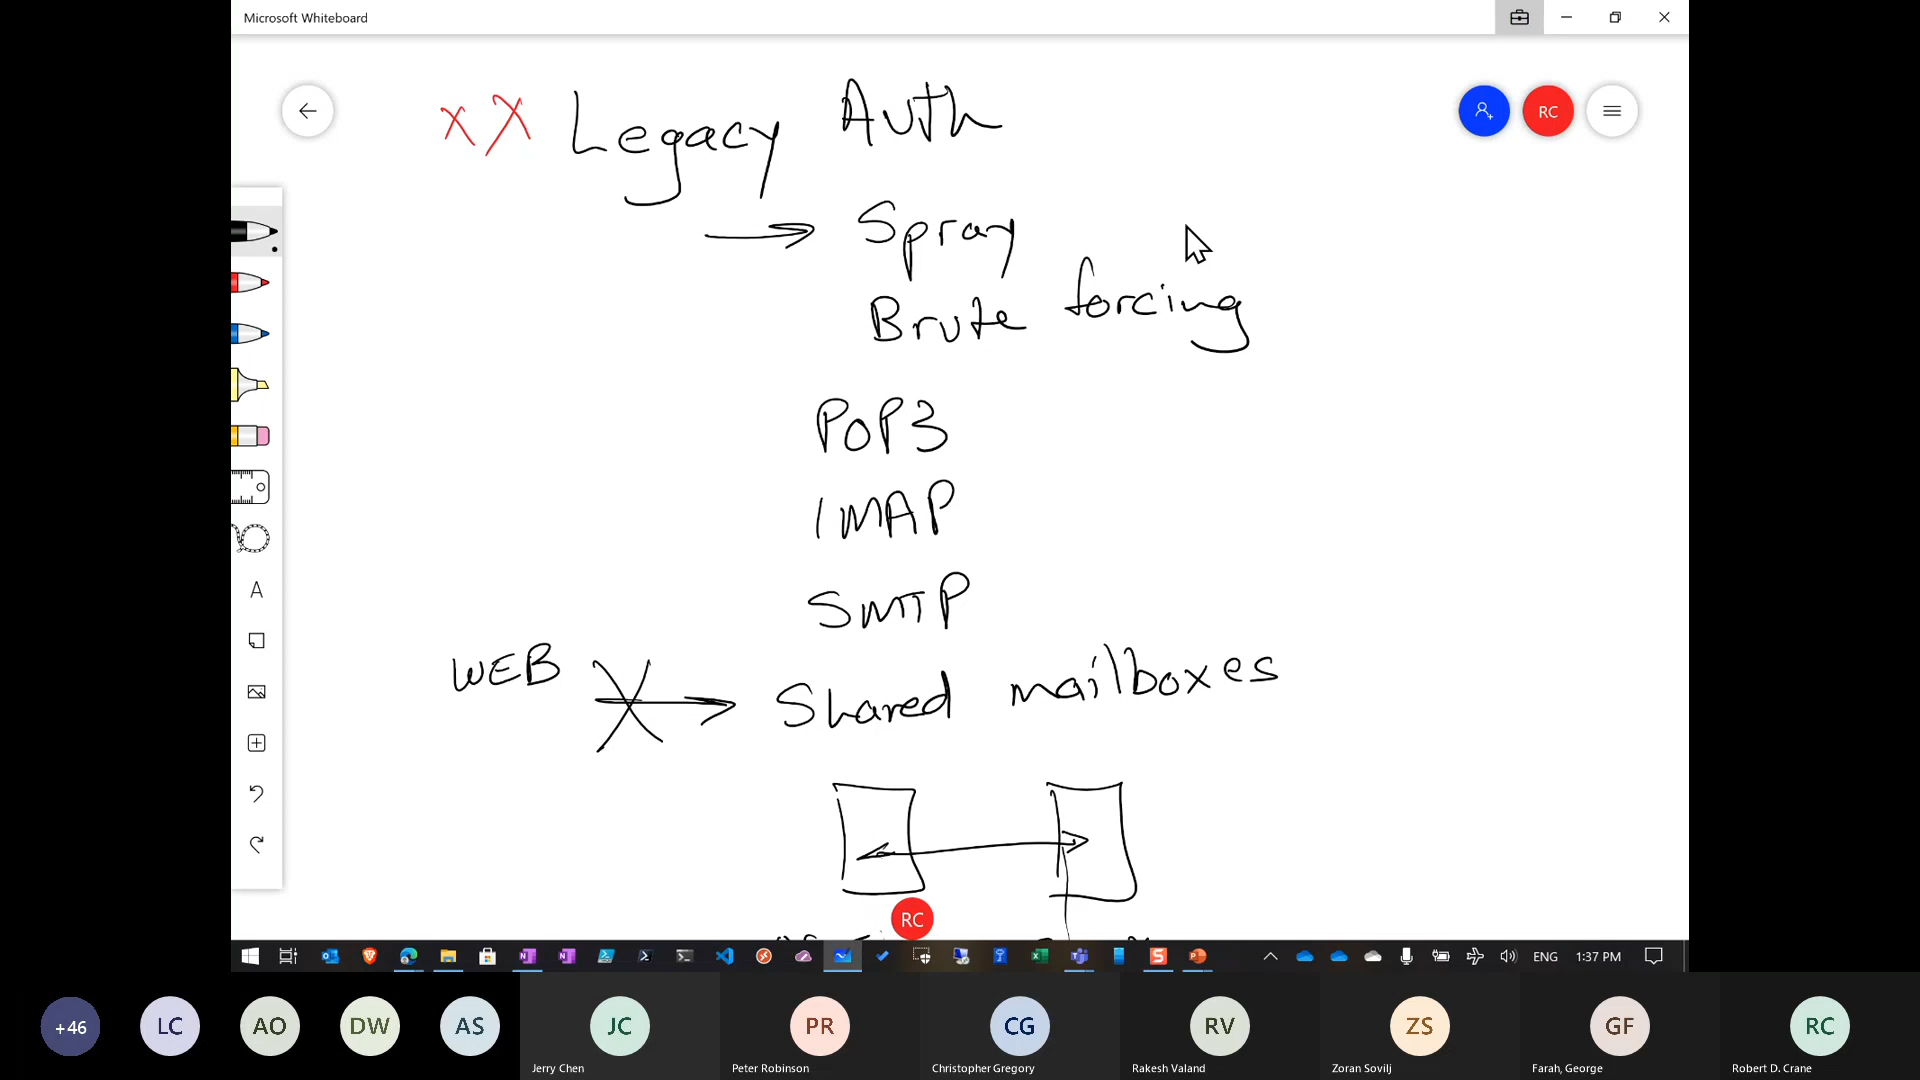 Microsoft Whiteboard
RC
x X Legacy Auth
→ Spray
Brute forcing
POP3
IMAP
SMTP
WEB X→ Shared mailboxes
A
RC
ENG 1:37 PM
+46 LC AO DW AS JC PR CG RV ZS GF RC
Jerry Chen Peter Robinson Christopher Gregory Rakesh Valand Zoran Sovilj Farah, George Robert D. Crane